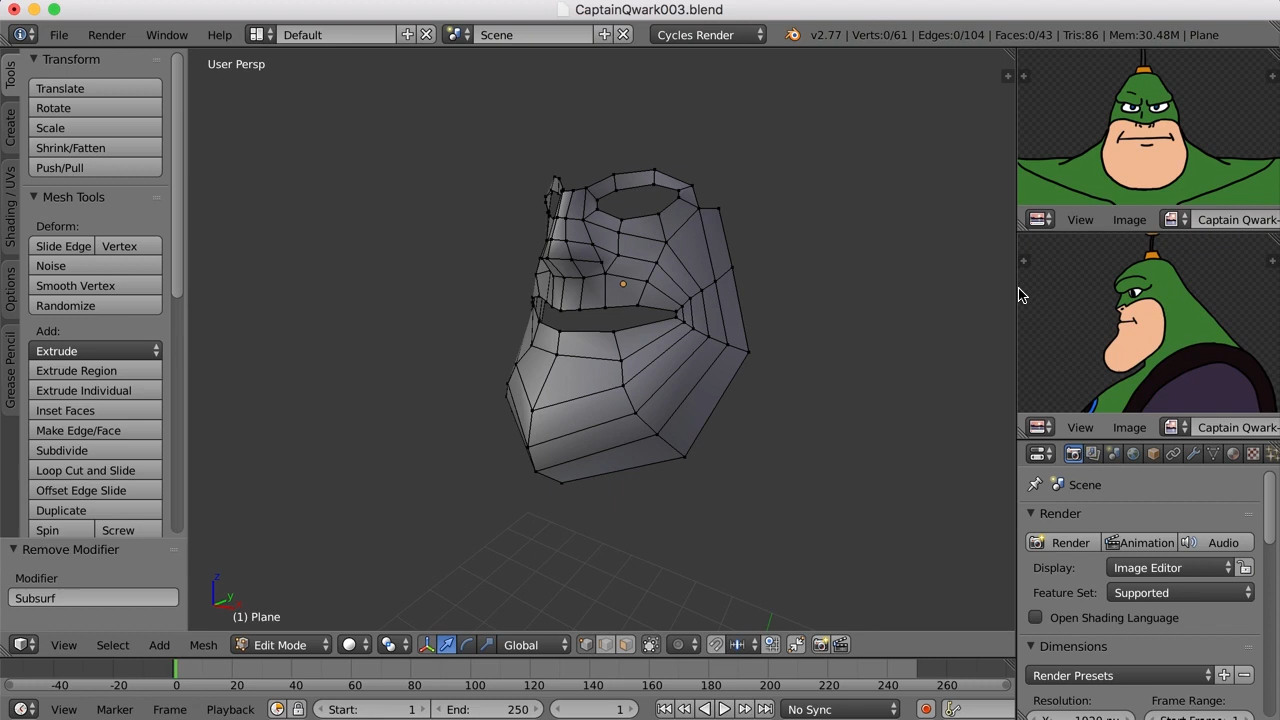 CaptainQwark003.blend
File Render Window Help Default Scene Cycles Render v2.77 | Verts:0/61 | Edges:0/104 | Faces:0/43 | Tris:86 | Mem:30.48M | Plane
Tools
Create
Shading / UVs
Options
Grease Pencil
Transform
Translate
Rotate
Scale
Shrink/Fatten
Push/Pull
Mesh Tools
Deform:
Slide Edge Vertex
Noise
Smooth Vertex
Randomize
Add:
Extrude
Extrude Region
Extrude Individual
Inset Faces
Make Edge/Face
Subdivide
Loop Cut and Slide
Offset Edge Slide
Duplicate
Spin Screw
Remove Modifier
Modifier
Subsurf
User Persp
z
y
(1) Plane
View Select Add Mesh Edit Mode Global
-40 -20 0 20 40 60 80 100 120 140 160 180 200 220 240 260
View Marker Frame Playback Start: 1 End: 250 1 No Sync
View Image Captain Qwark-
View Image Captain Qwark-
Scene
Render
Render Animation Audio
Display: Image Editor
Feature Set: Supported
Open Shading Language
Dimensions
Render Presets
Resolution: Frame Range: